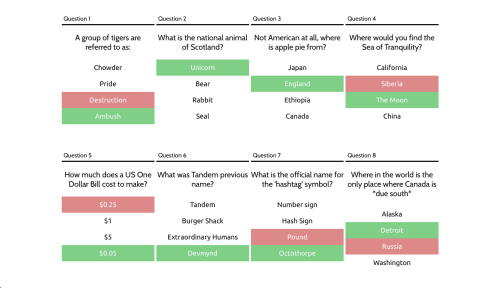 Question 1
A group of tigers are
referred to as:
Chowder
Pride
Destruction
Ambush
Question 2
What is the national animal
of Scotland?
Unicorn
Bear
Rabbit
Seal
Question 3
Not American at all, where
is apple pie from?
Japan
England
Ethiopia
Canada
Question 4
Where would you find the
Sea of Tranquility?
California
Siberia
The Moon
China
Question 5
How much does a US One
Dollar Bill cost to make?
$0.25
$1
$5
$0.05
Question 6
What was Tandem previous
name?
Tandem
Burger Shack
Extraordinary Humans
Devmynd
Question 7
What is the official name for
the 'hashtag' symbol?
Number sign
Hash Sign
Pound
Octothorpe
Question 8
Where in the world is the
only place where Canada is
*due south*
Alaska
Detroit
Russia
Washington